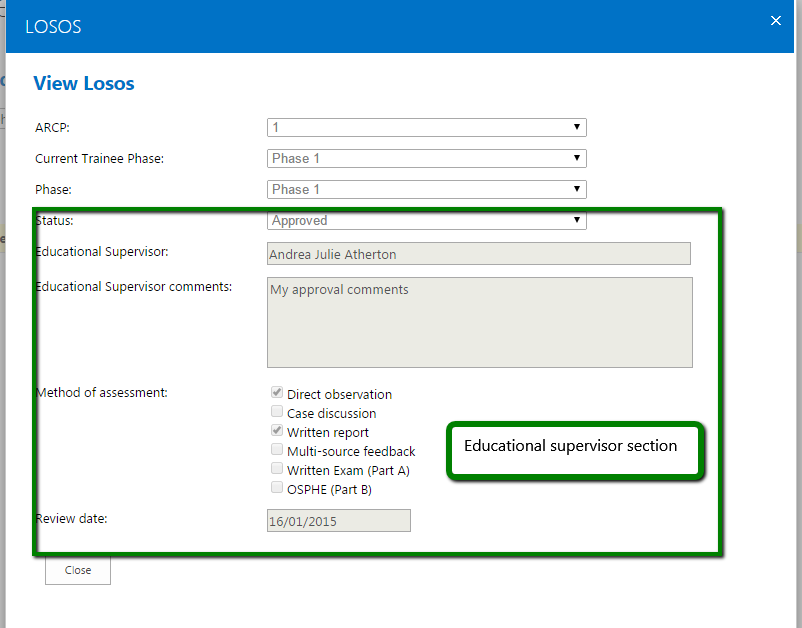 LOSOS
View Losos
ARCP: 1
Current Trainee Phase: Phase 1
Phase: Phase 1
Status: Approved
Educational Supervisor: Andrea Julie Atherton
Educational Supervisor comments: My approval comments
Method of assessment: Direct observation
Case discussion
Written report
Multi-source feedback
Written Exam (Part A)
OSPHE (Part B)
Educational supervisor section
Review date: 16/01/2015
Close